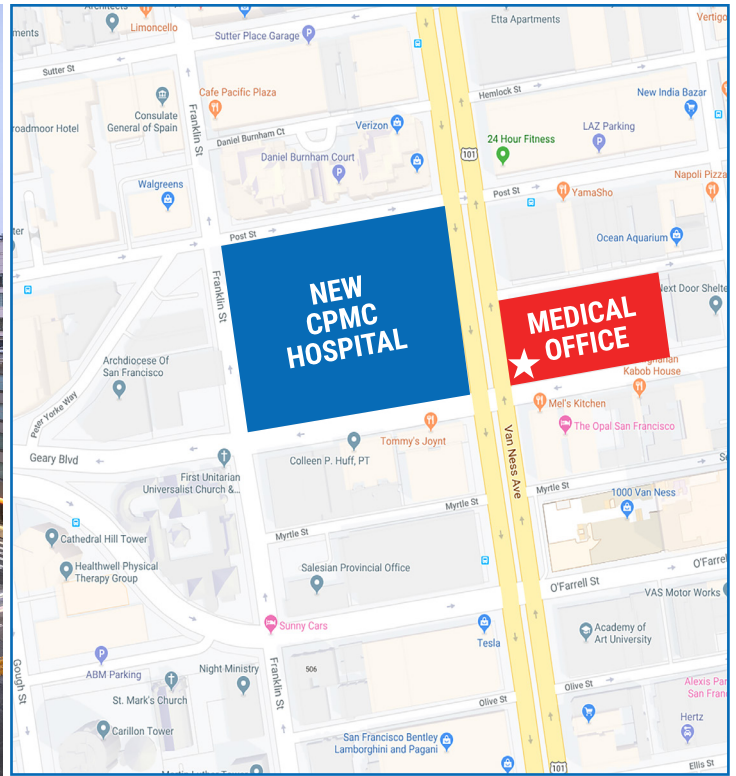 Architects
Limoncello
Etta Apartments
Vertigo
ments
Sutter Place Garage
Sutter St
Cafe Pacific Plaza
Hemlock St
New India Bazar
Consulate
General of Spain
Franklin St
roadmoor Hotel
Daniel Burnham Ct
Verizon
LAZ Parking
24 Hour Fitness
101
Daniel Burnham Court
Napoli Pizza
Walgreens
Post St
YamaSho
ter
Post St
Ocean Aquarium
Franklin St
NEW
CPMC
HOSPITAL
MEDICAL
OFFICE
Next Door Shelte
Archdiocese Of
San Francisco
Kabob House
Peter Yorke Way
Mel's Kitchen
Tommy's Joynt
The Opal San Francisco
Van Ness Ave
Geary Blvd
Colleen P. Huff, PT
First Unitarian
Universalist Church &...
Myrtle St
1000 Van Ness
Myrtle St
Myrtle St
Cathedral Hill Tower
Healthwell Physical
Therapy Group
Salesian Provincial Office
O'Farrell St
O'Farre
VAS Motor Works
Sunny Cars
Academy of
Art University
Tesla
ABM Parking
Gough St
Night Ministry
Franklin St
506
St. Mark's Church
Olive St
Olive St
Alexis Par
San Fran
Hertz
Carillon Tower
San Francisco Bentley
Lamborghini and Pagani
101
Ellis St